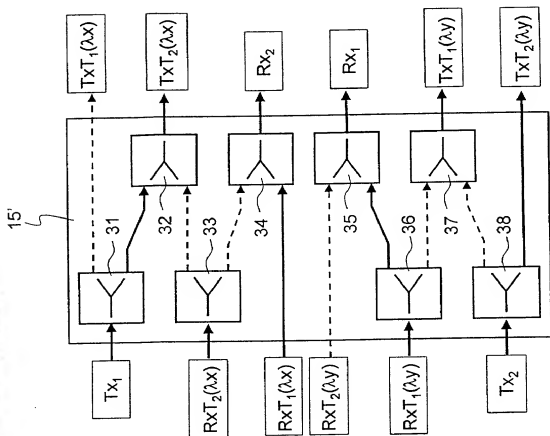 15'
Tx₁
RxT₂(λx)
RxT₁(λx)
RxT₂(λy)
RxT₁(λy)
Tx₂
31
32
33
34
35
36
37
38
TxT₁(λx)
TxT₂(λx)
Rx₂
Rx₁
TxT₁(λy)
TxT₂(λy)